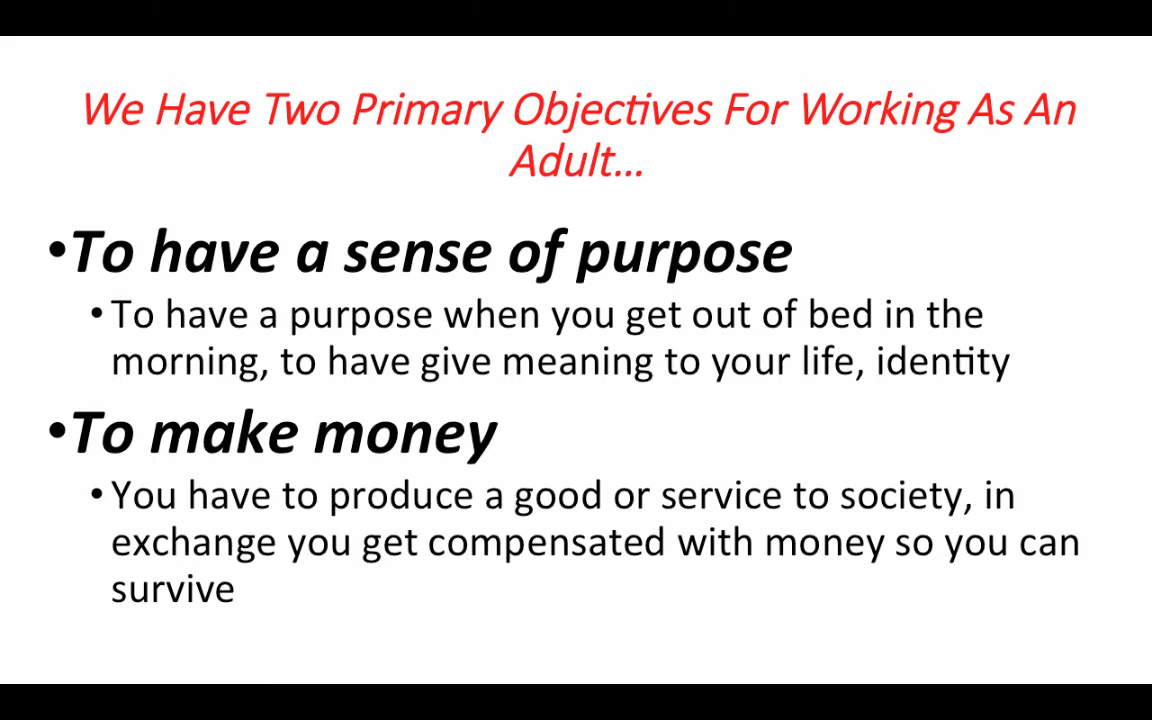 We Have Two Primary Objectives For Working As An
Adult...
•To have a sense of purpose
• To have a purpose when you get out of bed in the
morning, to have give meaning to your life, identity
•To make money
• You have to produce a good or service to society, in
exchange you get compensated with money so you can
survive